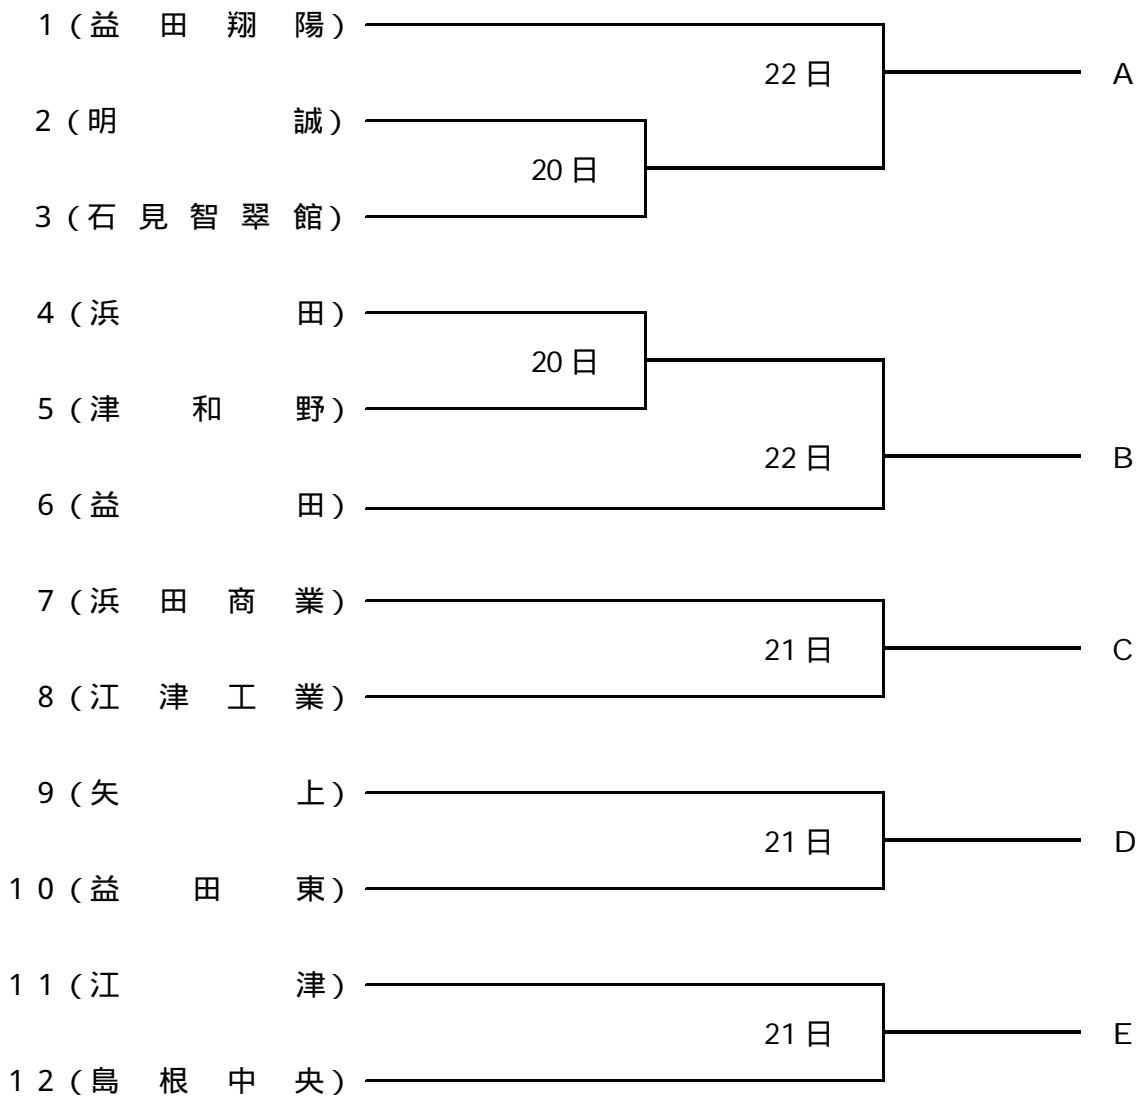 1(益田翔陽)
22日 A
2(明誠)
20日
3(石見智翠館)
4(浜田)
20日
5(津和野)
22日 B
6(益田)
7(浜田商業)
21日 C
8(江津工業)
9(矢上)
21日 D
10(益田東)
11(江津)
21日 E
12(島根中央)